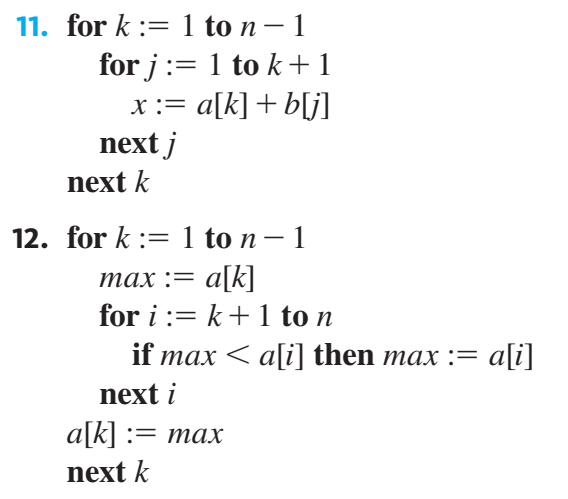 11. for k := 1 to n − 1
for j := 1 to k + 1
x := a[k] + b[j]
next j
next k
12. for k := 1 to n − 1
max := a[k]
for i := k + 1 to n
if max < a[i] then max := a[i]
next i
a[k] := max
next k